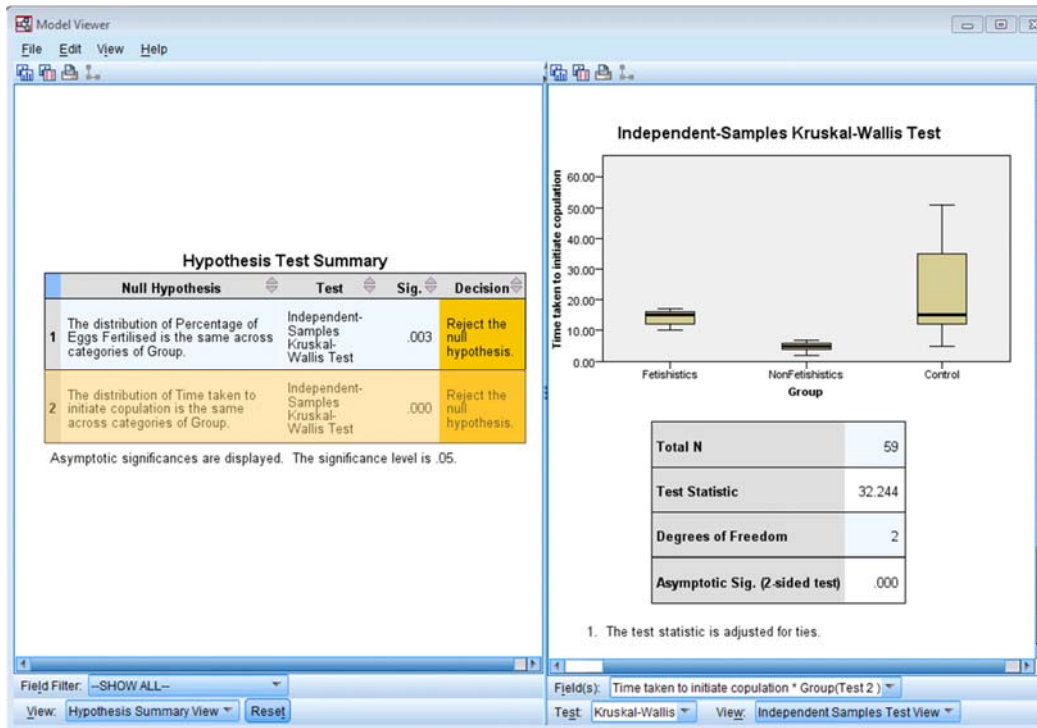 Model Viewer
File Edit View Help
Hypothesis Test Summary
Null Hypothesis Test Sig. Decision
1 The distribution of Percentage of Eggs Fertilised is the same across categories of Group. Independent-Samples Kruskal-Wallis Test .003 Reject the null hypothesis.
2 The distribution of Time taken to initiate copulation is the same across categories of Group. Independent-Samples Kruskal-Wallis Test .000 Reject the null hypothesis.
Asymptotic significances are displayed. The significance level is .05.
Field Filter: --SHOW ALL--
View: Hypothesis Summary View Reset
Independent-Samples Kruskal-Wallis Test
Time taken to initiate copulation
60.00
50.00
40.00
30.00
20.00
10.00
0.00
Fetishistics NonFetishistics Control
Group
Total N 59
Test Statistic 32.244
Degrees of Freedom 2
Asymptotic Sig. (2-sided test) .000
1. The test statistic is adjusted for ties.
Field(s): Time taken to initiate copulation * Group(Test 2 )
Test: Kruskal-Wallis View: Independent Samples Test View